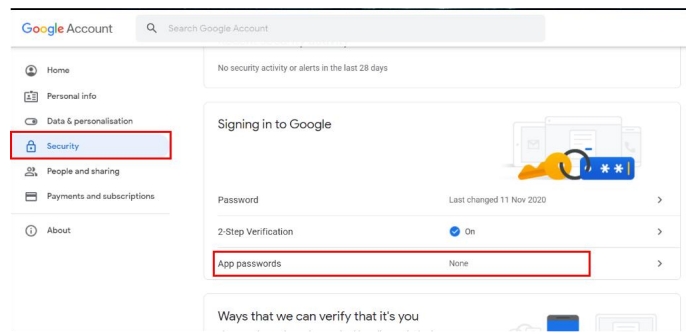 Google Account
Search Google Account
No security activity or alerts in the last 28 days
Home
Personal info
Data & personalisation
Security
People and sharing
Payments and subscriptions
About
Signing in to Google
**
Password Last changed 11 Nov 2020
2-Step Verification On
App passwords None
Ways that we can verify that it's you